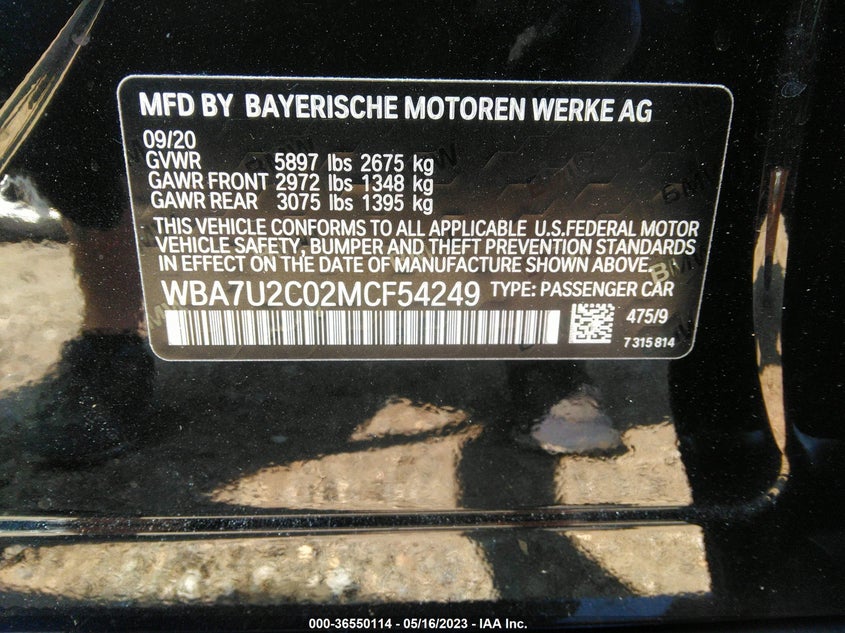 MFD BY BAYERISCHE MOTOREN WERKE AG
09/20
GVWR 5897 lbs 2675 kg
GAWR FRONT 2972 lbs 1348 kg
GAWR REAR 3075 lbs 1395 kg
THIS VEHICLE CONFORMS TO ALL APPLICABLE U.S.FEDERAL MOTOR
VEHICLE SAFETY, BUMPER AND THEFT PREVENTION STANDARDS
IN EFFECT ON THE DATE OF MANUFACTURE SHOWN ABOVE.
WBA7U2C02MCF54249 TYPE: PASSENGER CAR
475/9
7315814
000-36550114 - 05/16/2023 - IAA Inc.